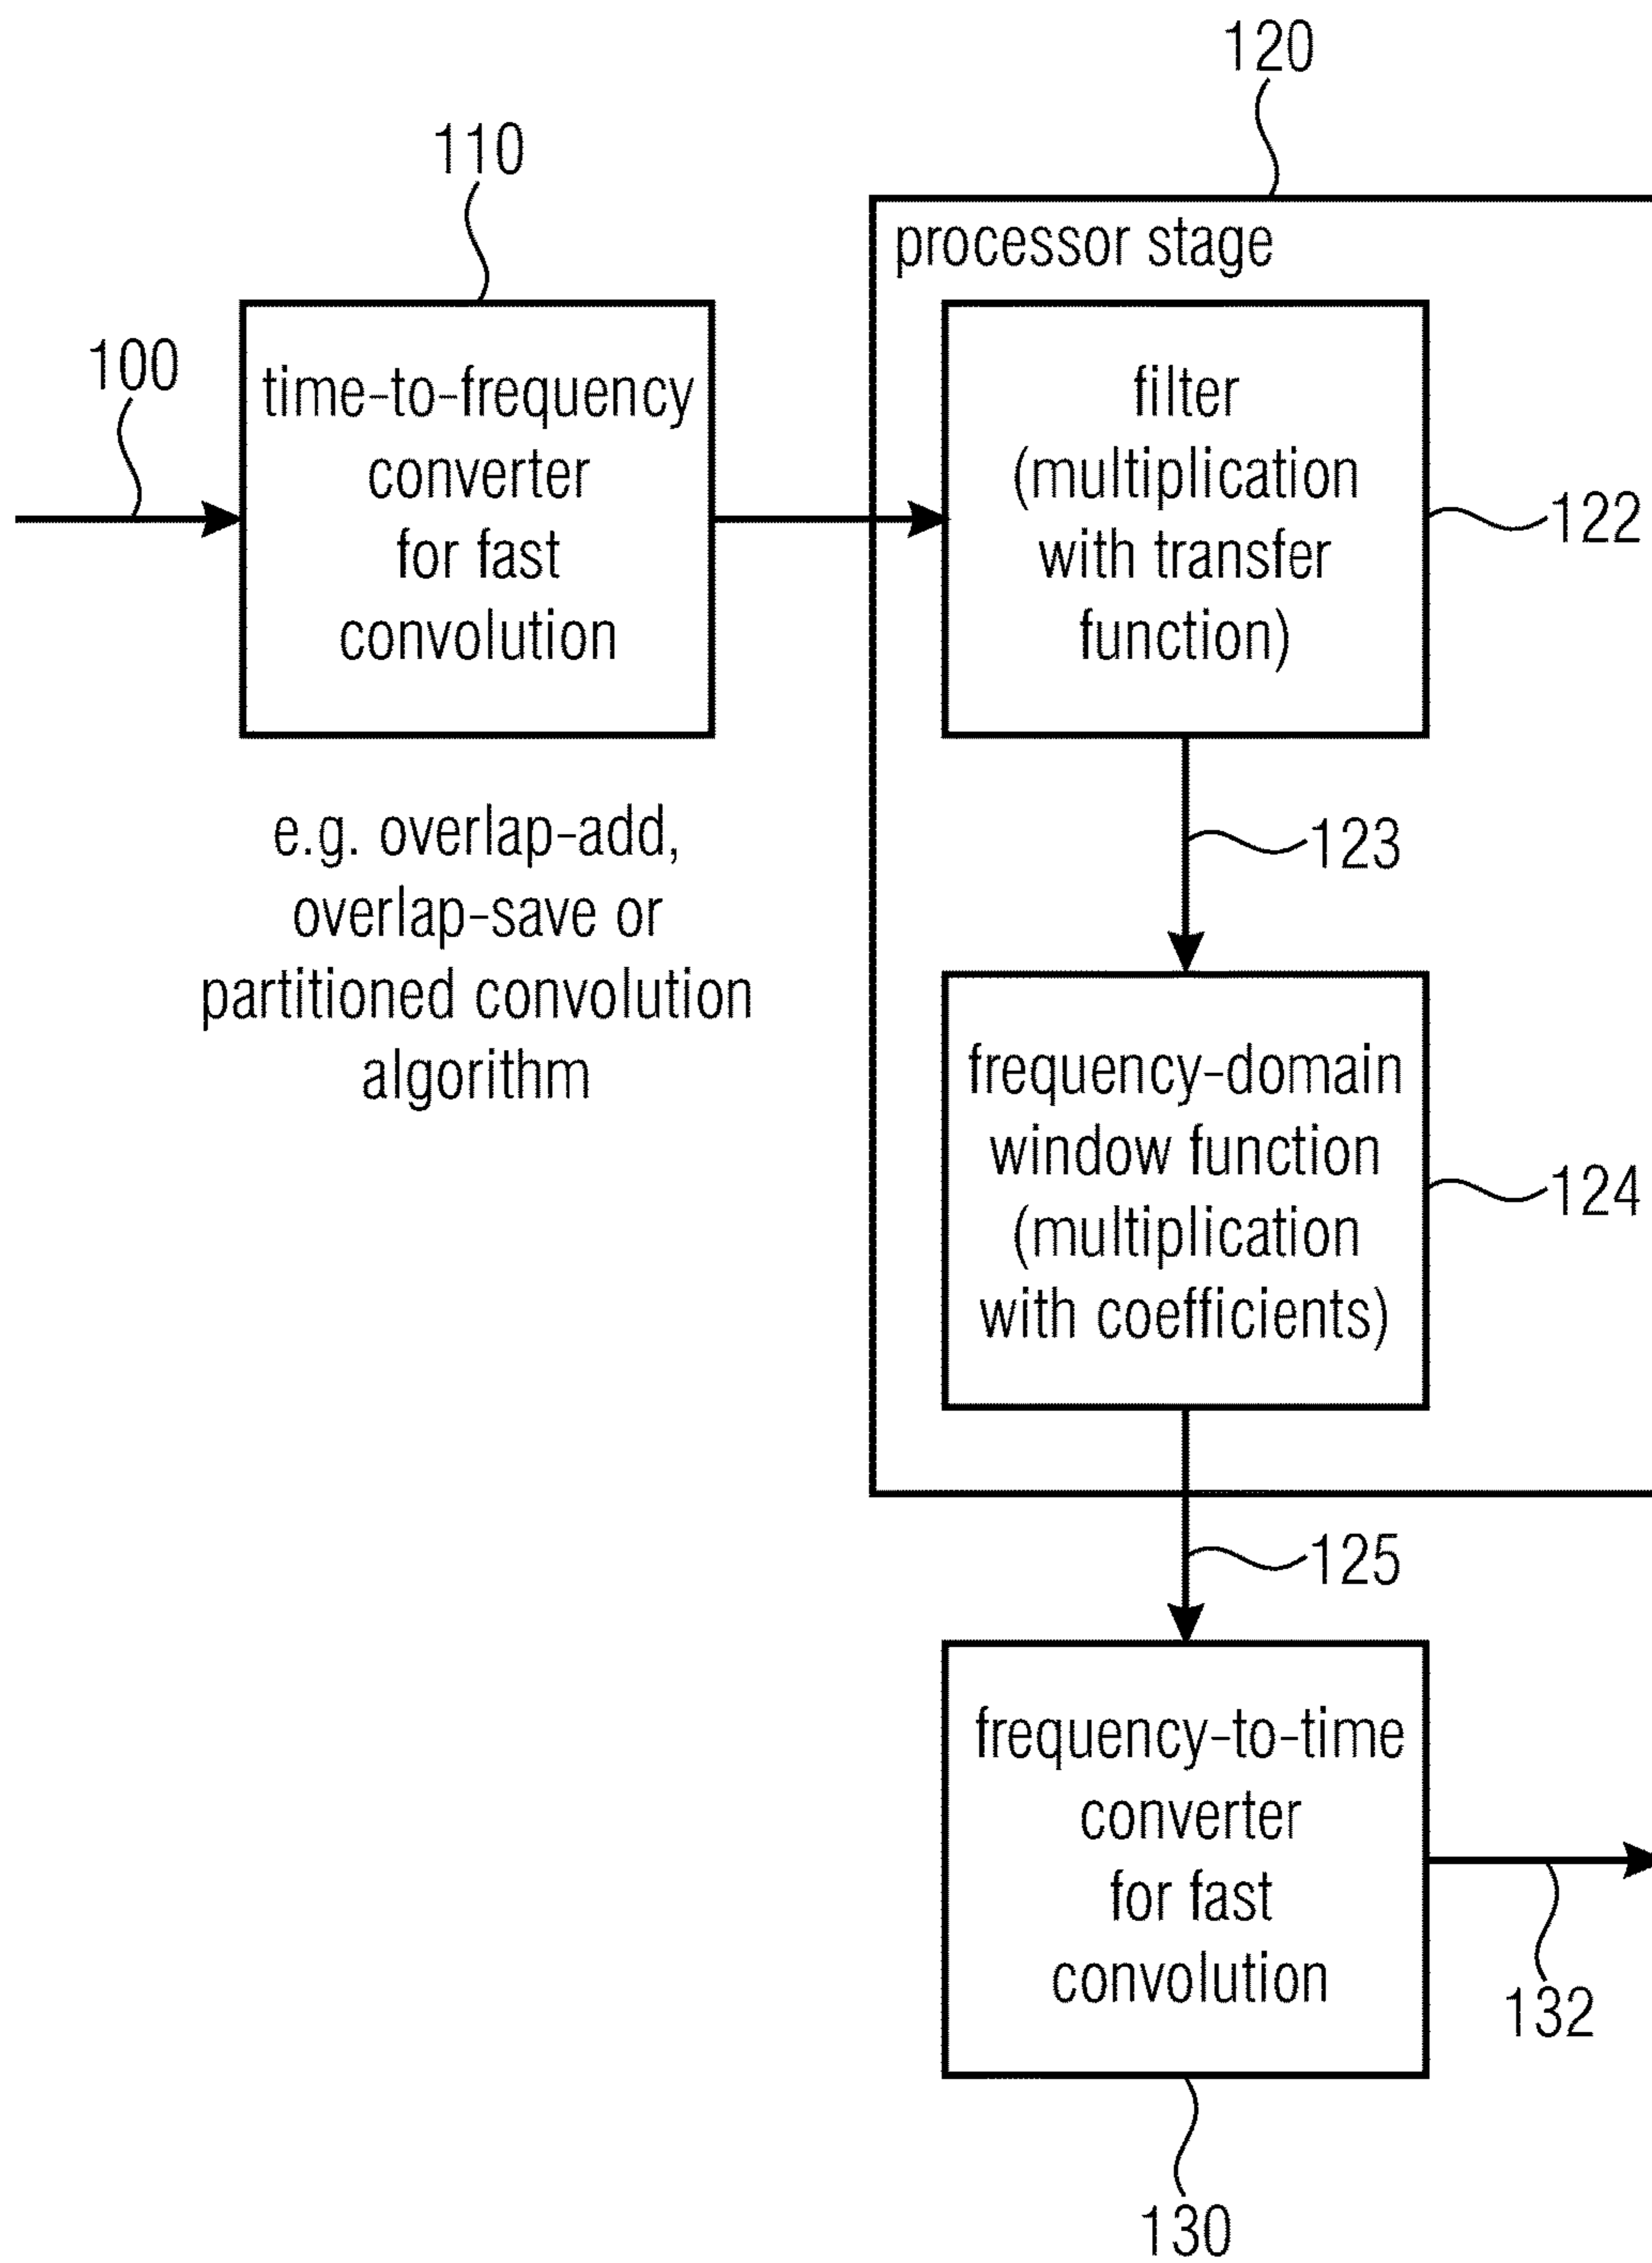 120
110
processor stage
100
time-to-frequency
converter
for fast
convolution
filter
(multiplication
with transfer
function)
122
e.g. overlap-add,
overlap-save or
partitioned convolution
algorithm
123
frequency-domain
window function
(multiplication
with coefficients)
124
125
frequency-to-time
converter
for fast
convolution
132
130